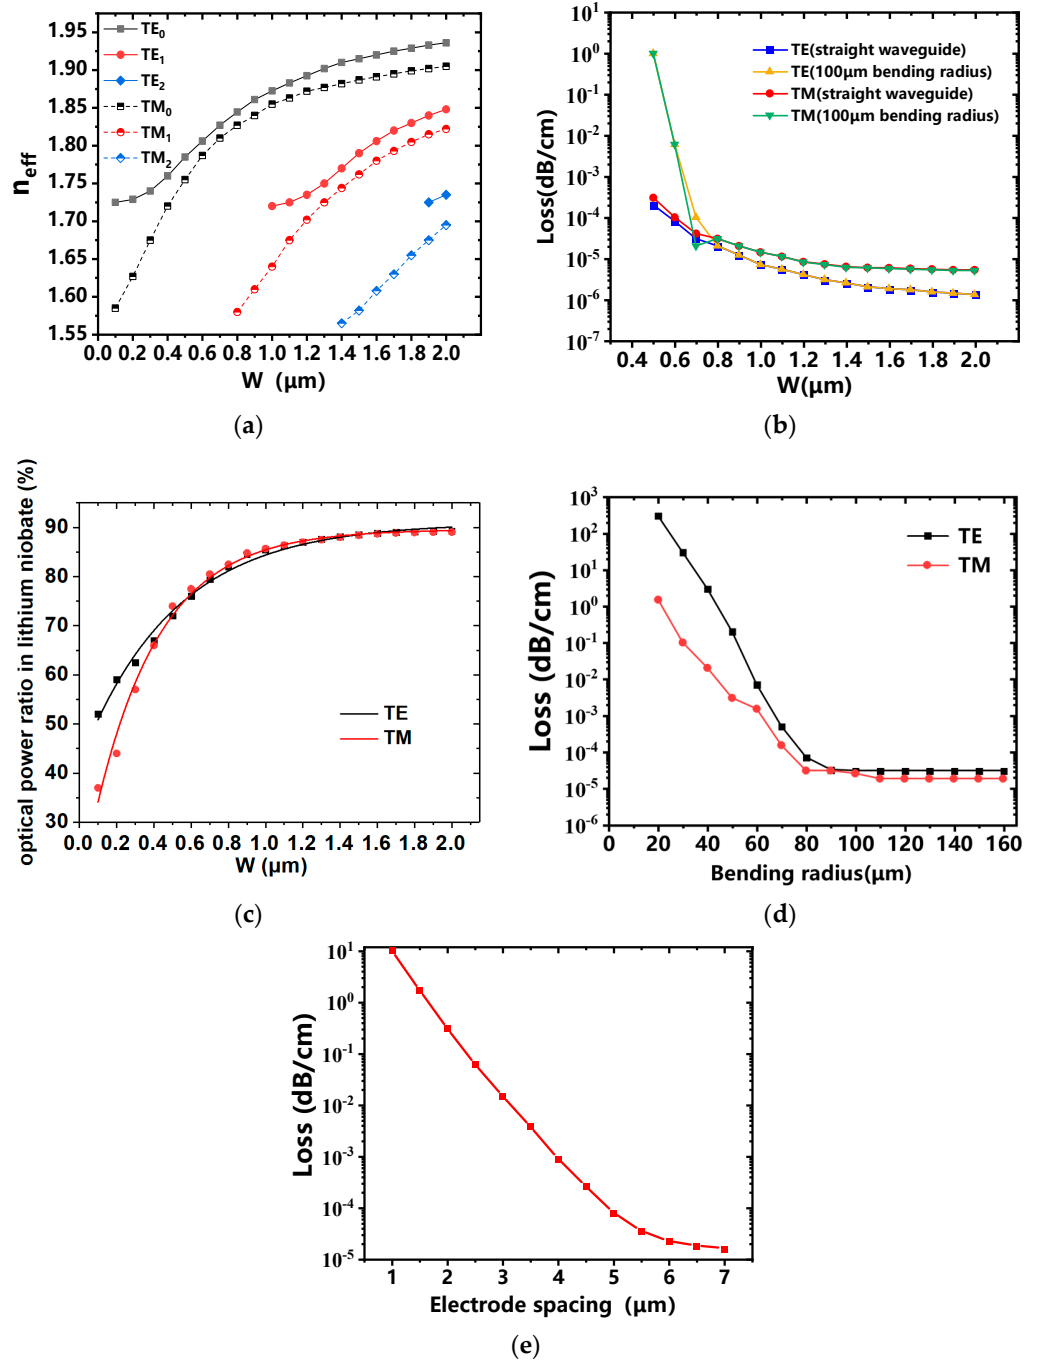 TE0
TE1
TE2
TM0
TM1
TM2
1.95
1.90
1.85
1.80
1.75
1.70
1.65
1.60
1.55
neff
0.0 0.2 0.4 0.6 0.8 1.0 1.2 1.4 1.6 1.8 2.0
W (μm)
(a)
TE(straight waveguide)
TE(100μm bending radius)
TM(straight waveguide)
TM(100μm bending radius)
10^1
10^0
10^-1
10^-2
10^-3
10^-4
10^-5
10^-6
10^-7
Loss(dB/cm)
0.4 0.6 0.8 1.0 1.2 1.4 1.6 1.8 2.0
W(μm)
(b)
optical power ratio in lithium niobate (%)
90
80
70
60
50
40
30
TE
TM
0.0 0.2 0.4 0.6 0.8 1.0 1.2 1.4 1.6 1.8 2.0
W (μm)
(c)
Loss (dB/cm)
10^3
10^2
10^1
10^0
10^-1
10^-2
10^-3
10^-4
10^-5
10^-6
TE
TM
0 20 40 60 80 100 120 140 160
Bending radius(μm)
(d)
Loss (dB/cm)
10^1
10^0
10^-1
10^-2
10^-3
10^-4
10^-5
1 2 3 4 5 6 7
Electrode spacing (μm)
(e)